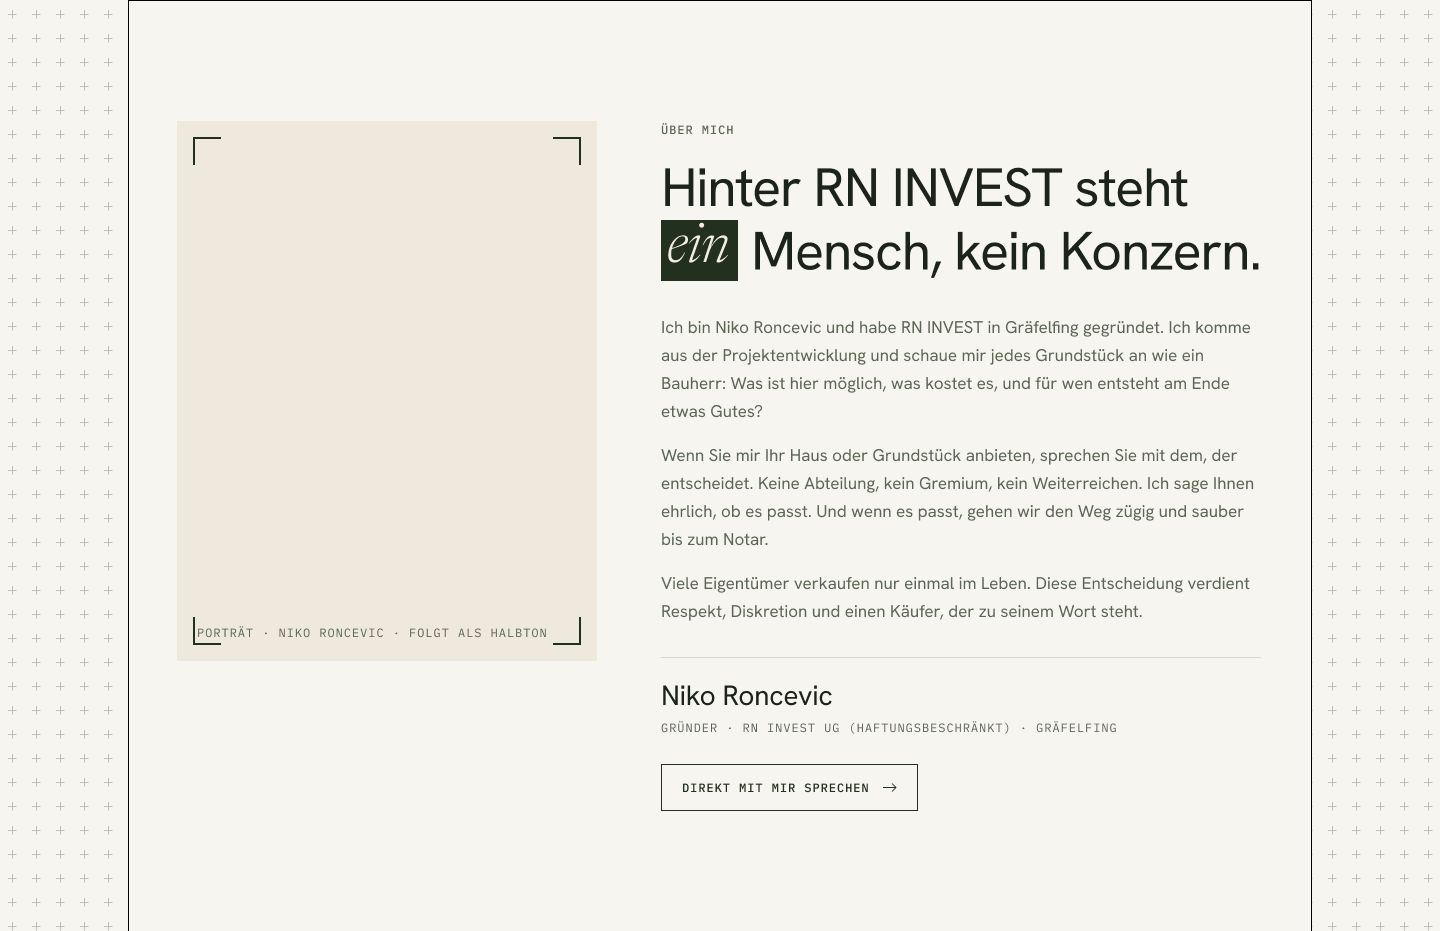 ÜBER MICH
Hinter RN INVEST steht
ein Mensch, kein Konzern.
Ich bin Niko Roncevic und habe RN INVEST in Gräfelfing gegründet. Ich komme
aus der Projektentwicklung und schaue mir jedes Grundstück an wie ein
Bauherr: Was ist hier möglich, was kostet es, und für wen entsteht am Ende
etwas Gutes?
Wenn Sie mir Ihr Haus oder Grundstück anbieten, sprechen Sie mit dem, der
entscheidet. Keine Abteilung, kein Gremium, kein Weiterreichen. Ich sage Ihnen
ehrlich, ob es passt. Und wenn es passt, gehen wir den Weg zügig und sauber
bis zum Notar.
Viele Eigentümer verkaufen nur einmal im Leben. Diese Entscheidung verdient
Respekt, Diskretion und einen Käufer, der zu seinem Wort steht.
PORTRÄT · NIKO RONCEVIC · FOLGT ALS HALBTON
Niko Roncevic
GRÜNDER · RN INVEST UG (HAFTUNGSBESCHRÄNKT) · GRÄFELFING
DIREKT MIT MIR SPRECHEN →